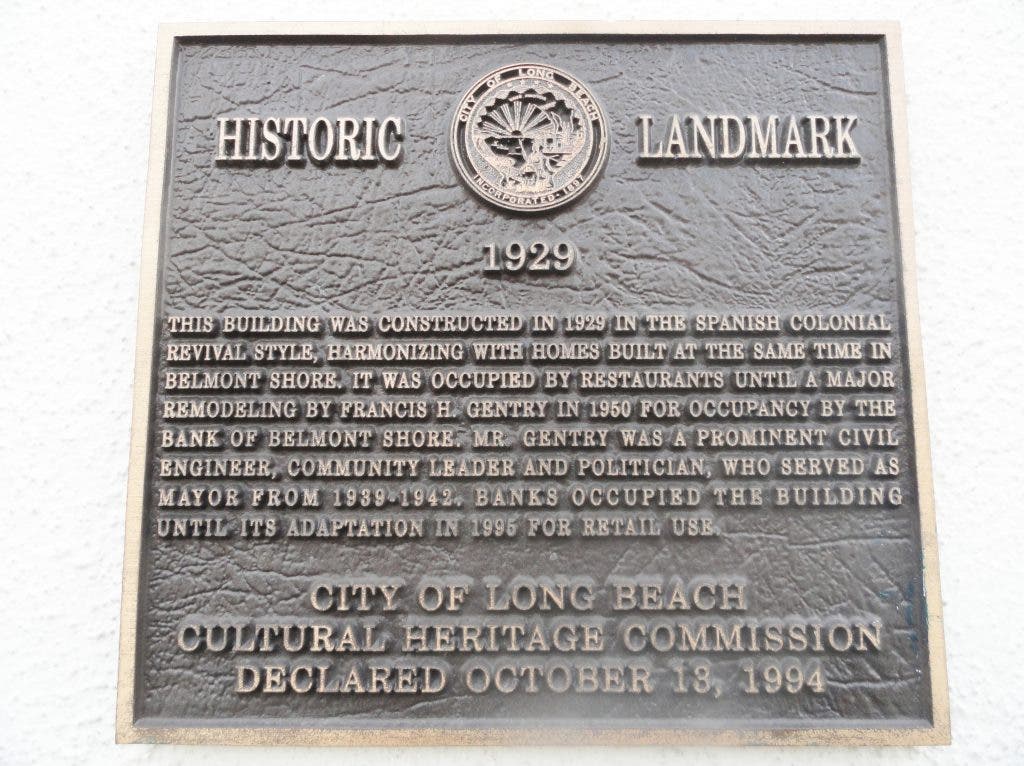 CITY OF LONG BEACH
INCORPORATED · 1897
HISTORIC LANDMARK
1929
THIS BUILDING WAS CONSTRUCTED IN 1929 IN THE SPANISH COLONIAL
REVIVAL STYLE, HARMONIZING WITH HOMES BUILT AT THE SAME TIME IN
BELMONT SHORE. IT WAS OCCUPIED BY RESTAURANTS UNTIL A MAJOR
REMODELING BY FRANCIS H. GENTRY IN 1950 FOR OCCUPANCY BY THE
BANK OF BELMONT SHORE. MR. GENTRY WAS A PROMINENT CIVIL
ENGINEER, COMMUNITY LEADER AND POLITICIAN, WHO SERVED AS
MAYOR FROM 1939-1942. BANKS OCCUPIED THE BUILDING
UNTIL ITS ADAPTATION IN 1995 FOR RETAIL USE.
CITY OF LONG BEACH
CULTURAL HERITAGE COMMISSION
DECLARED OCTOBER 13, 1994